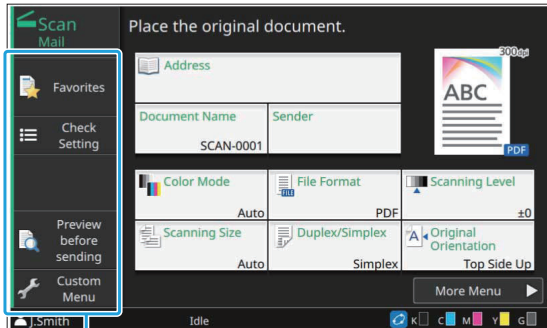 Scan
Mail
Place the original document.
Favorites
Check
Setting
Preview
before
sending
Custom
Menu
Address
Document Name
SCAN-0001
Sender
300dpi
ABC
PDF
Color Mode
Auto
File Format
PDF
Scanning Level
±0
Scanning Size
Auto
Duplex/Simplex
Simplex
A
Original
Orientation
Top Side Up
More Menu
J.Smith
Idle
K C M Y G